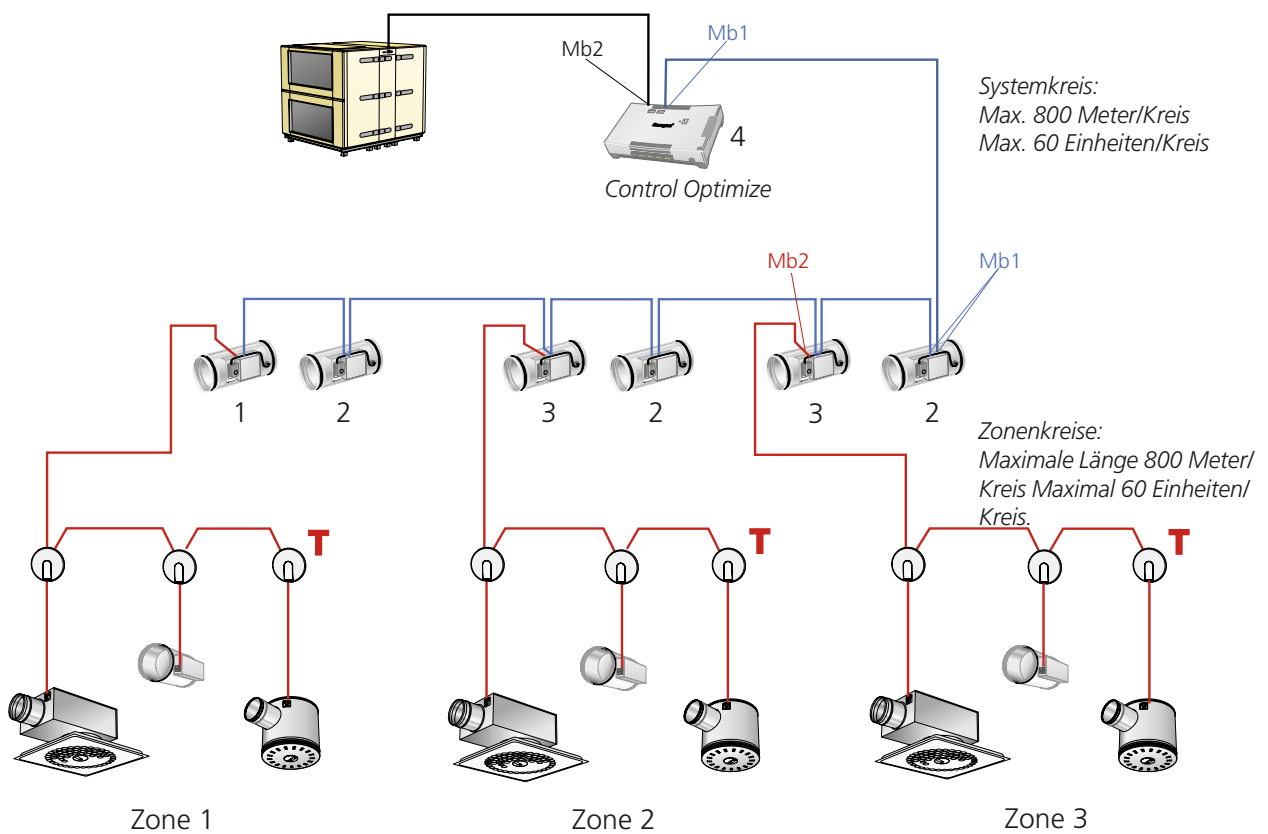 Mb2
Mb1
4
Control Optimize
Systemkreis:
Max. 800 Meter/Kreis
Max. 60 Einheiten/Kreis
Mb2
Mb1
1
2
3
2
3
2
Zonenkreise:
Maximale Länge 800 Meter/
Kreis Maximal 60 Einheiten/
Kreis.
T
T
T
Zone 1
Zone 2
Zone 3